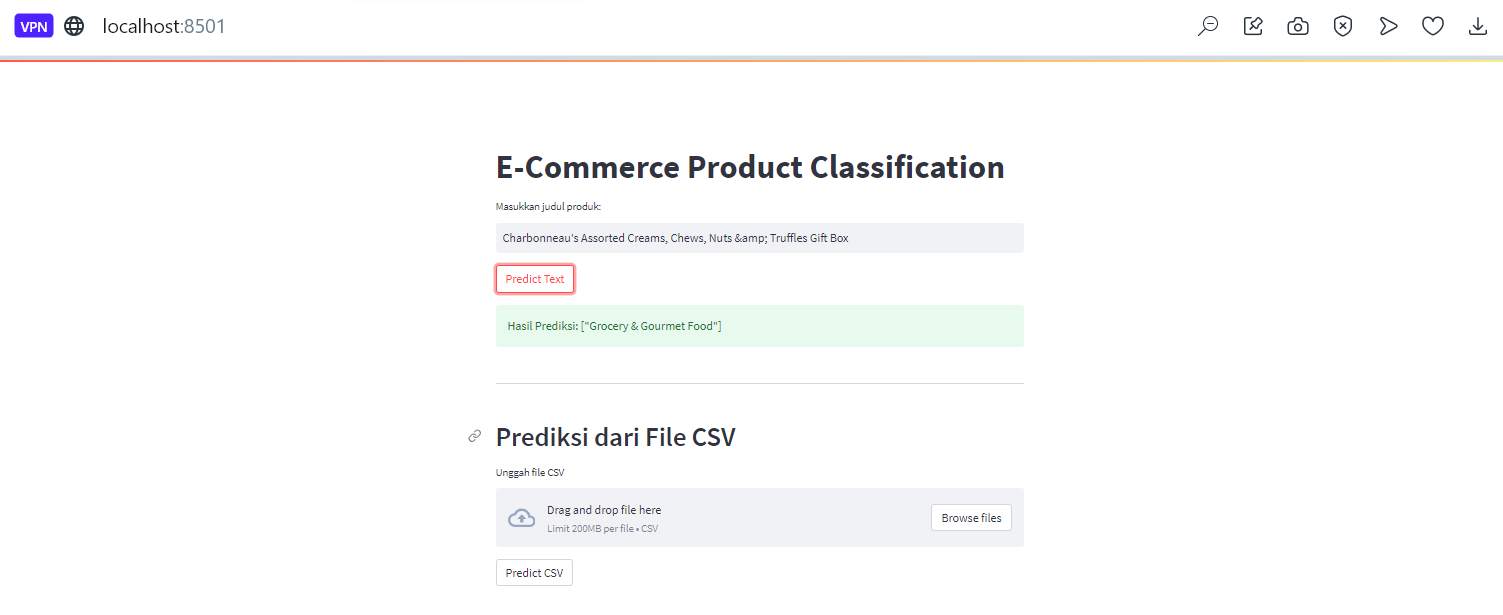 VPN localhost:8501
E-Commerce Product Classification
Masukkan judul produk:
Charbonneau's Assorted Creams, Chews, Nuts &amp; Truffles Gift Box
Predict Text
Hasil Prediksi: ["Grocery & Gourmet Food"]
Prediksi dari File CSV
Unggah file CSV
Drag and drop file here
Limit 200MB per file • CSV
Browse files
Predict CSV